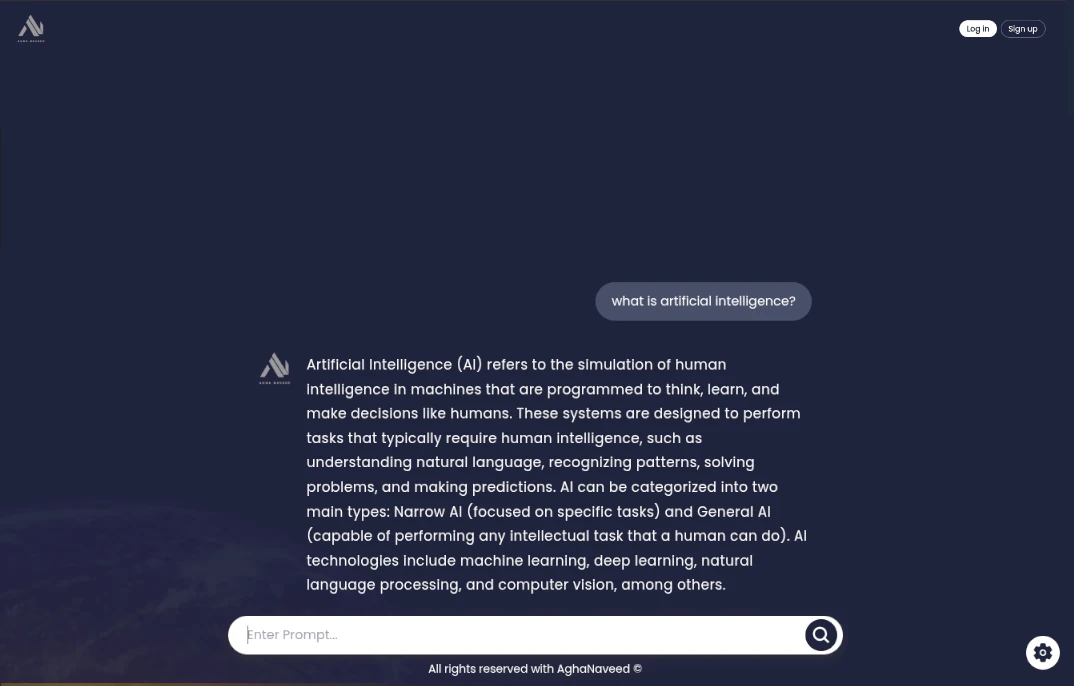 Log in
Sign up
what is artificial intelligence?
Artificial Intelligence (AI) refers to the simulation of human
intelligence in machines that are programmed to think, learn, and
make decisions like humans. These systems are designed to perform
tasks that typically require human intelligence, such as
understanding natural language, recognizing patterns, solving
problems, and making predictions. AI can be categorized into two
main types: Narrow AI (focused on specific tasks) and General AI
(capable of performing any intellectual task that a human can do). AI
technologies include machine learning, deep learning, natural
language processing, and computer vision, among others.
Enter Prompt...
All rights reserved with AghaNaveed ©